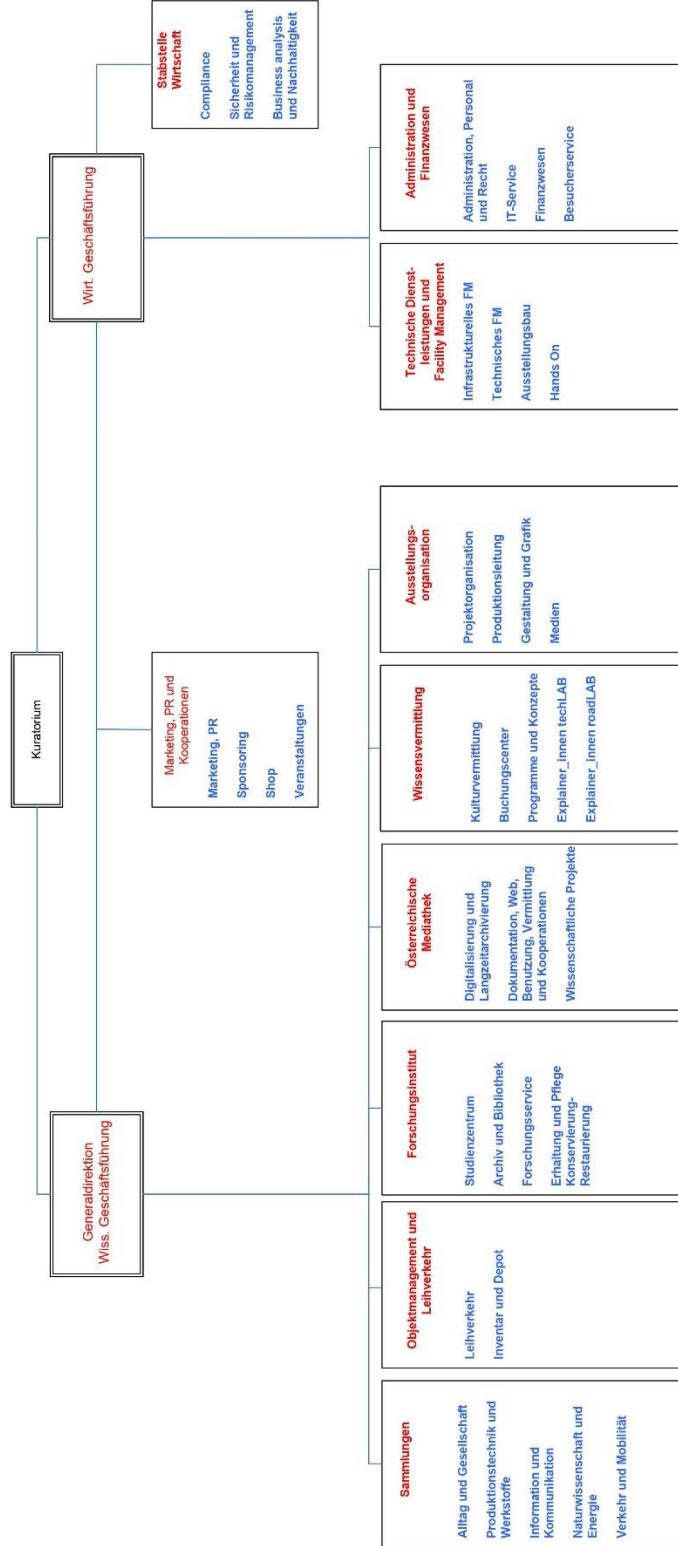 Kuratorium
Generaldirektion
Wiss. Geschäftsführung
Wirt. Geschäftsführung
Marketing, PR und
Kooperationen
Marketing, PR
Sponsoring
Shop
Veranstaltungen
Stabstelle
Wirtschaft
Compliance
Sicherheit und
Risikomanagement
Business analysis
und Nachhaltigkeit
Sammlungen
Alltag und Gesellschaft
Produktionstechnik und
Werkstoffe
Information und
Kommunikation
Naturwissenschaft und
Energie
Verkehr und Mobilität
Objektmanagement und
Leihverkehr
Leihverkehr
Inventar und Depot
Forschungsinstitut
Studienzentrum
Archiv und Bibliothek
Forschungsservice
Erhaltung und Pflege
Konservierung-
Restaurierung
Österreichische
Mediathek
Digitalisierung und
Langzeitarchivierung
Dokumentation, Web,
Benutzung, Vermittlung
und Kooperationen
Wissenschaftliche Projekte
Wissensvermittlung
Kulturvermittlung
Buchungscenter
Programme und Konzepte
Explainer_innen techLAB
Explainer_innen roadLAB
Ausstellungs-
organisation
Projektorganisation
Produktionsleitung
Gestaltung und Grafik
Medien
Technische Dienst-
leistungen und
Facility Management
Infrastrukturelles FM
Technisches FM
Ausstellungsbau
Hands On
Administration und
Finanzwesen
Administration, Personal
und Recht
IT-Service
Finanzwesen
Besucherservice